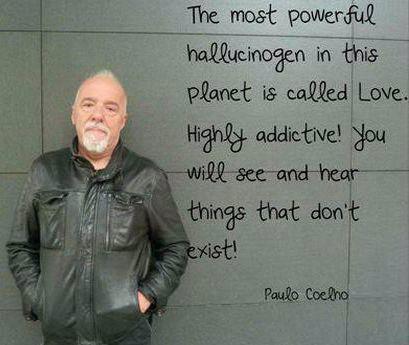 The most powerful
hallucinogen in this
planet is called Love.
Highly addictive! You
will see and hear
things that don't
exist!
Paulo Coelho